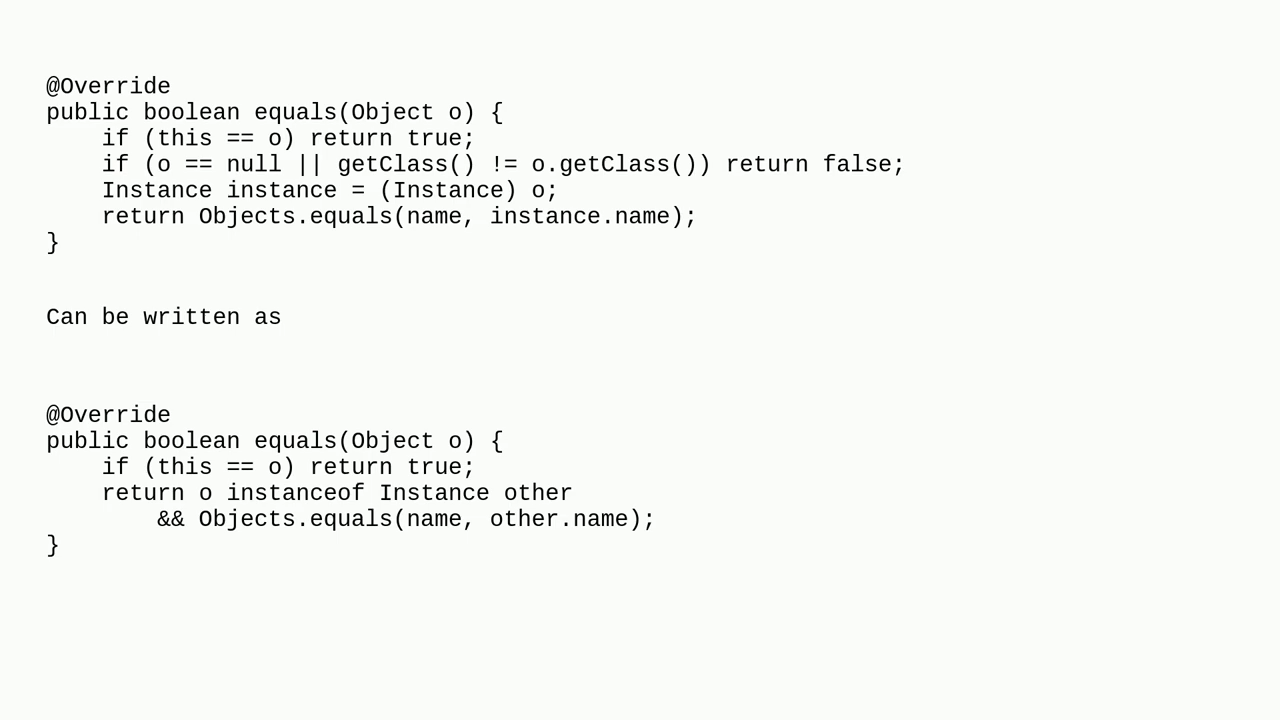 @Override
public boolean equals(Object o) {
    if (this == o) return true;
    if (o == null || getClass() != o.getClass()) return false;
    Instance instance = (Instance) o;
    return Objects.equals(name, instance.name);
}
Can be written as
@Override
public boolean equals(Object o) {
    if (this == o) return true;
    return o instanceof Instance other
        && Objects.equals(name, other.name);
}